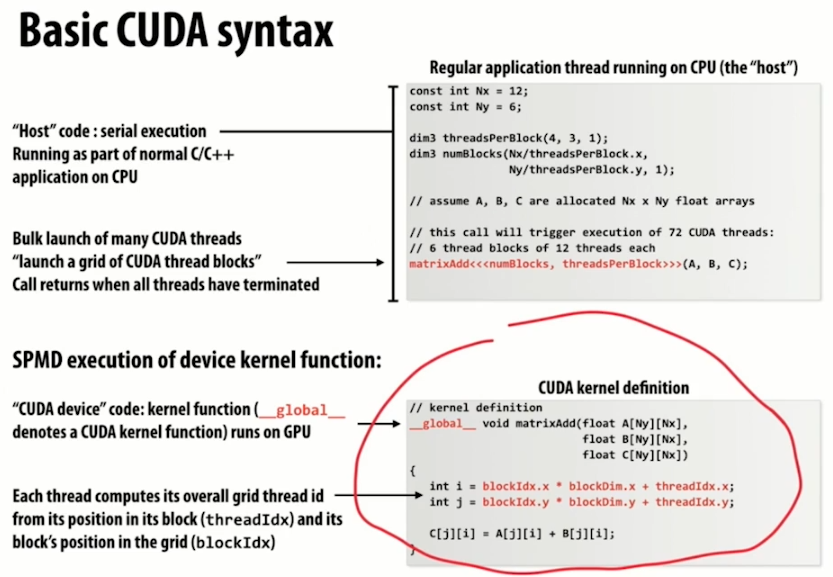 Basic CUDA syntax
Regular application thread running on CPU (the “host”)
const int Nx = 12;
const int Ny = 6;
dim3 threadsPerBlock(4, 3, 1);
dim3 numBlocks(Nx/threadsPerBlock.x,
Ny/threadsPerBlock.y, 1);
// assume A, B, C are allocated Nx x Ny float arrays
// this call will trigger execution of 72 CUDA threads:
// 6 thread blocks of 12 threads each
matrixAdd<<<numBlocks, threadsPerBlock>>>(A, B, C);
“Host” code : serial execution
Running as part of normal C/C++
application on CPU
Bulk launch of many CUDA threads
“launch a grid of CUDA thread blocks”
Call returns when all threads have terminated
SPMD execution of device kernel function:
“CUDA device” code: kernel function (__global__
denotes a CUDA kernel function) runs on GPU
Each thread computes its overall grid thread id
from its position in its block (threadIdx) and its
block’s position in the grid (blockIdx)
CUDA kernel definition
// kernel definition
__global__ void matrixAdd(float A[Ny][Nx],
float B[Ny][Nx],
float C[Ny][Nx])
{
int i = blockIdx.x * blockDim.x + threadIdx.x;
int j = blockIdx.y * blockDim.y + threadIdx.y;
C[j][i] = A[j][i] + B[j][i];
}